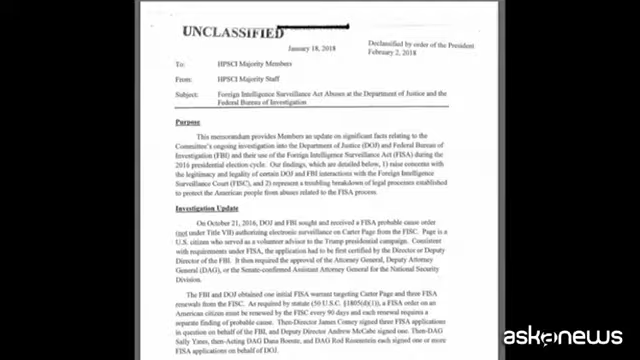 UNCLASSIFIED
January 18, 2018
Declassified by order of the President
February 2, 2018
To: HPSCI Majority Members
From: HPSCI Majority Staff
Subject: Foreign Intelligence Surveillance Act Abuses at the Department of Justice and the
Federal Bureau of Investigation
Purpose
This memorandum provides Members an update on significant facts relating to the
Committee's ongoing investigation into the Department of Justice (DOJ) and Federal Bureau of
Investigation (FBI) and their use of the Foreign Intelligence Surveillance Act (FISA) during the
2016 presidential election cycle. Our findings, which are detailed below, 1) raise concerns with
the legitimacy and legality of certain DOJ and FBI interactions with the Foreign Intelligence
Surveillance Court (FISC), and 2) represent a troubling breakdown of legal processes established
to protect the American people from abuses related to the FISA process.
Investigation Update
On October 21, 2016, DOJ and FBI sought and received a FISA probable cause order
(not under Title VII) authorizing electronic surveillance on Carter Page from the FISC. Page is a
U.S. citizen who served as a volunteer advisor to the Trump presidential campaign. Consistent
with requirements under FISA, the application had to be first certified by the Director or Deputy
Director of the FBI. It then required the approval of the Attorney General, Deputy Attorney
General (DAG), or the Senate-confirmed Assistant Attorney General for the National Security
Division.
The FBI and DOJ obtained one initial FISA warrant targeting Carter Page and three FISA
renewals from the FISC. As required by statute (50 U.S.C. §1805(d)(1)), a FISA order on an
American citizen must be renewed by the FISC every 90 days and each renewal requires a
separate finding of probable cause. Then-Director James Comey signed three FISA applications
in question on behalf of the FBI, and Deputy Director Andrew McCabe signed one. Then-DAG
Sally Yates, then-Acting DAG Dana Boente, and DAG Rod Rosenstein each signed one or more
FISA applications on behalf of DOJ.
askanews